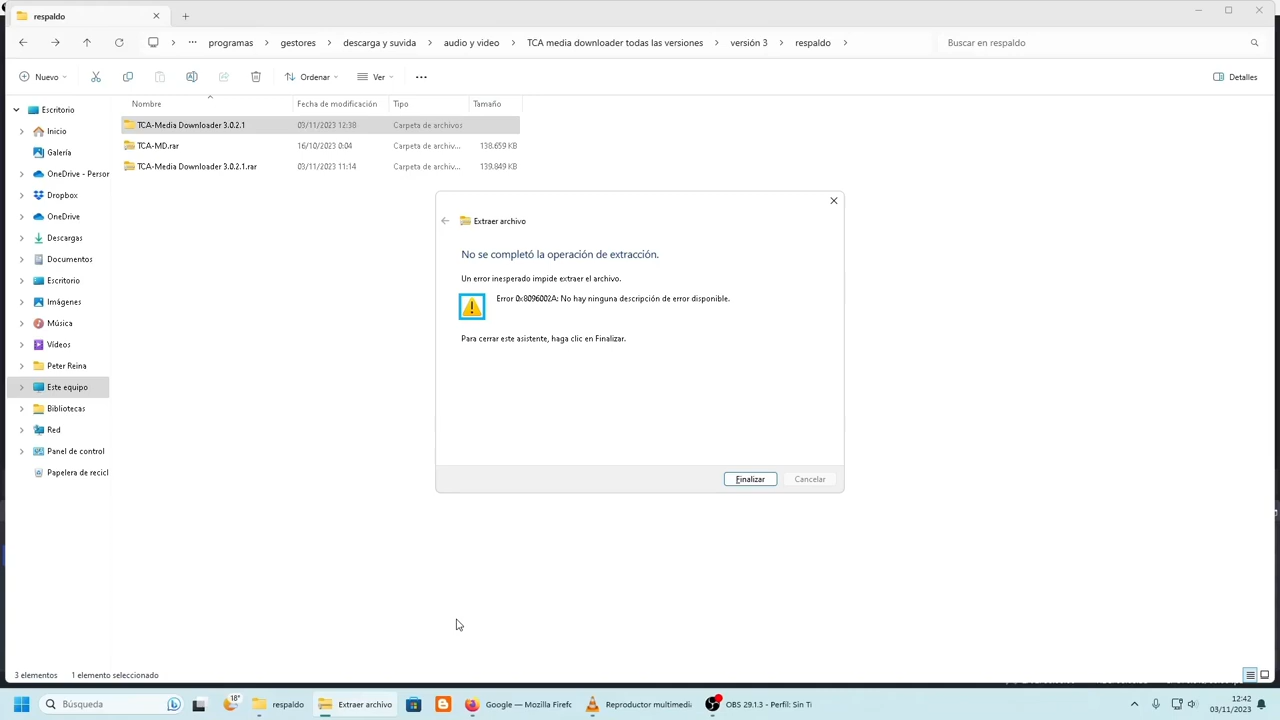 respaldo
programas > gestores > descarga y suvida > audio y video > TCA media downloader todas las versiones > versión 3 > respaldo >
Buscar en respaldo
Nuevo
Ordenar
Ver
Detalles
Nombre Fecha de modificación Tipo Tamaño
TCA-Media Downloader 3.0.2.1 03/11/2023 12:38 Carpeta de archivos
TCA-MD.rar 16/10/2023 0:04 Carpeta de archiv... 138.659 KB
TCA-Media Downloader 3.0.2.1.rar 03/11/2023 11:14 Carpeta de archiv... 139.849 KB
Escritorio
Inicio
Galería
OneDrive - Person
Dropbox
OneDrive
Descargas
Documentos
Escritorio
Imágenes
Música
Vídeos
Peter Reina
Este equipo
Bibliotecas
Red
Panel de control
Papelera de recicl
Extraer archivo
No se completó la operación de extracción.
Un error inesperado impide extraer el archivo.
Error 0x8096002A: No hay ninguna descripción de error disponible.
Para cerrar este asistente, haga clic en Finalizar.
Finalizar
Cancelar
3 elementos 1 elemento seleccionado
Búsqueda
18°
respaldo
Extraer archivo
Google — Mozilla Firefo
Reproductor multimedi
OBS 29.1.3 - Perfil: Sin Ti
12:42
03/11/2023